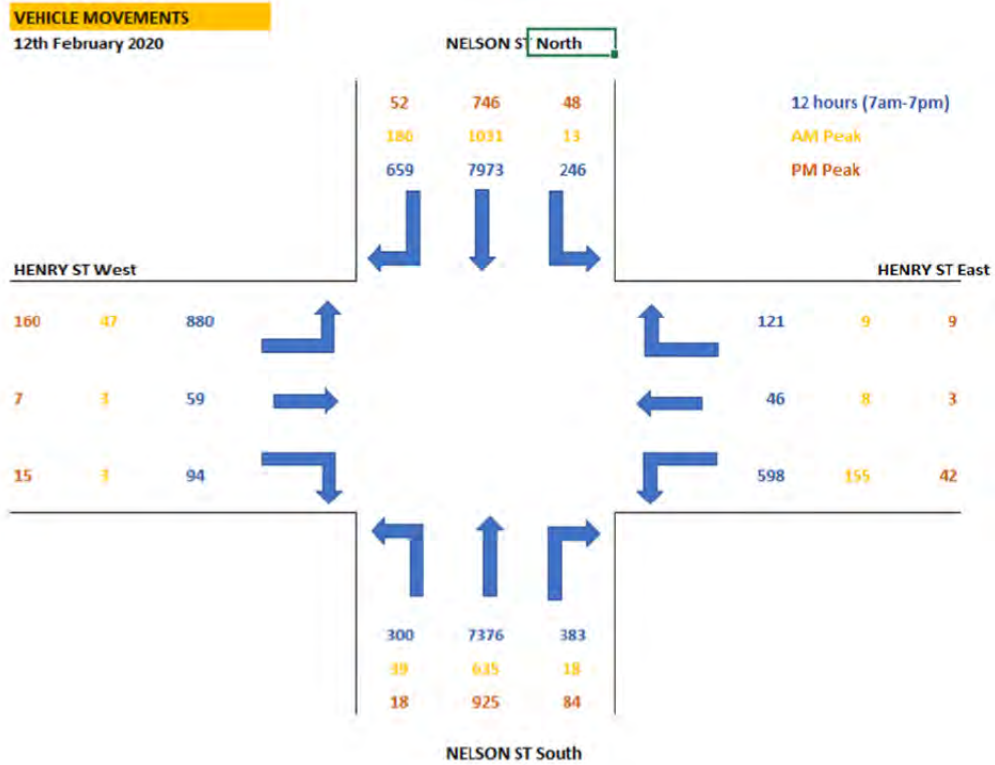 VEHICLE MOVEMENTS
12th February 2020
NELSON ST North
52 746 48
12 hours (7am-7pm)
186 1031 13
AM Peak
659 7973 246
PM Peak
HENRY ST West
HENRY ST East
160 47 880
121 9 9
7 3 59
46 8 3
15 3 94
598 155 42
300 7376 383
39 635 18
18 925 84
NELSON ST South